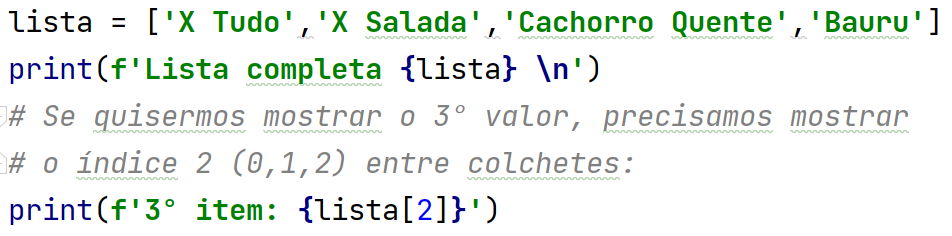 lista = ['X Tudo','X Salada','Cachorro Quente','Bauru']
print(f'Lista completa {lista} \n')
# Se quisermos mostrar o 3° valor, precisamos mostrar
# o índice 2 (0,1,2) entre colchetes:
print(f'3° item: {lista[2]}')